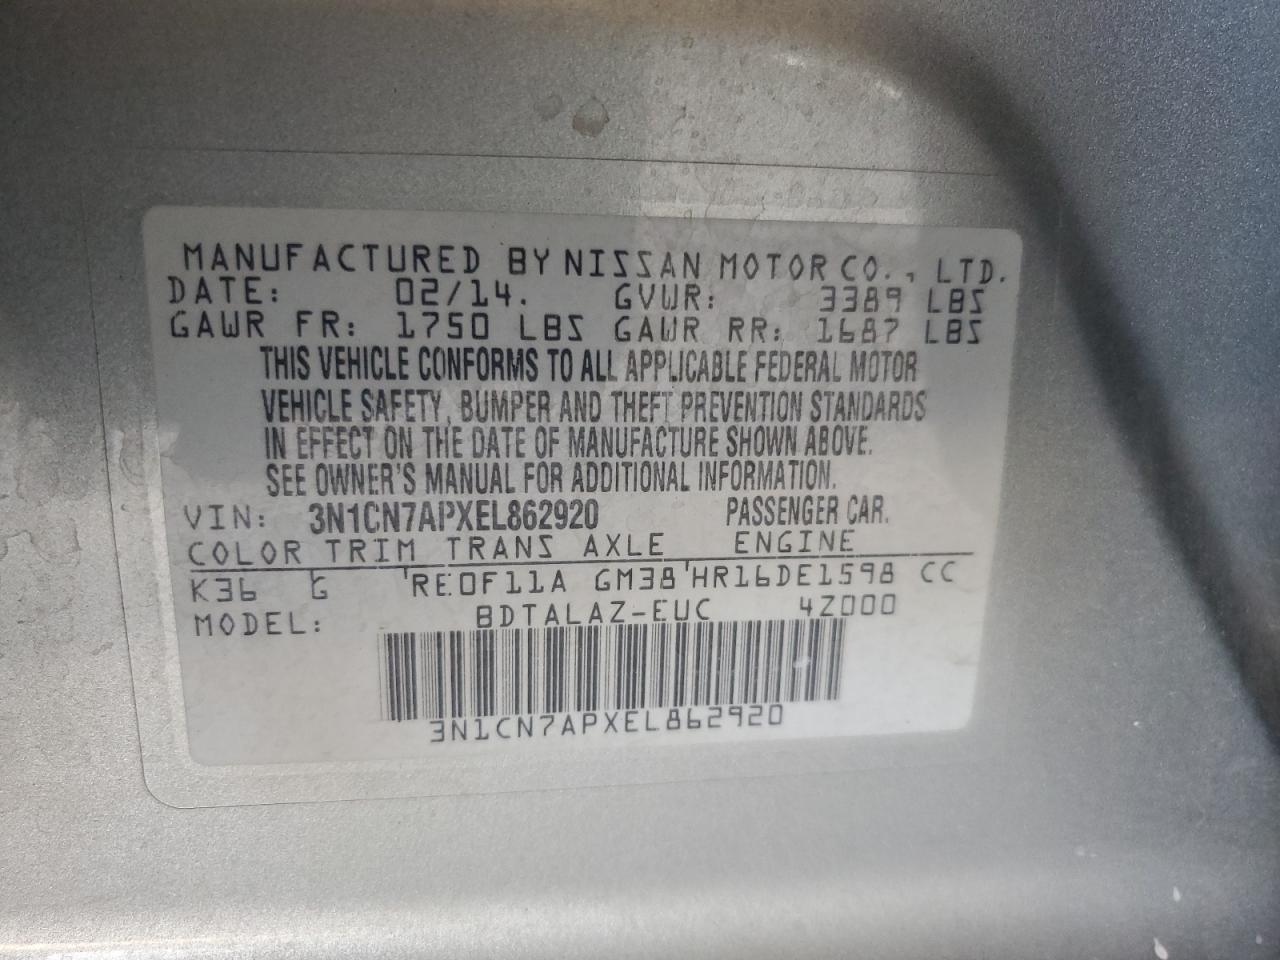 MANUFACTURED BY NISSAN MOTOR CO., LTD.
DATE: 02/14. GVWR: 3389 LBS
GAWR FR: 1750 LBS GAWR RR: 1687 LBS
THIS VEHICLE CONFORMS TO ALL APPLICABLE FEDERAL MOTOR
VEHICLE SAFETY, BUMPER AND THEFT PREVENTION STANDARDS
IN EFFECT ON THE DATE OF MANUFACTURE SHOWN ABOVE.
SEE OWNER'S MANUAL FOR ADDITIONAL INFORMATION.
VIN: 3N1CN7APXEL862920 PASSENGER CAR.
COLOR TRIM TRANS AXLE ENGINE
K36 G RE0F11A GM38 HR16DE1598 CC
MODEL: BDTALAZ-EUC 4Z000
3N1CN7APXEL862920